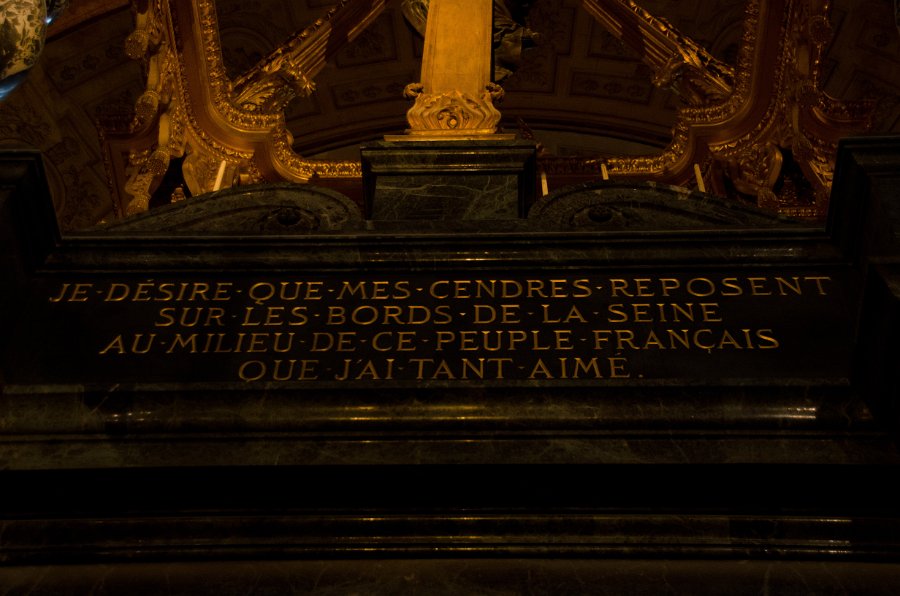 JE·DÉSIRE·QUE·MES·CENDRES·REPOSENT
SUR·LES·BORDS·DE·LA·SEINE
AU·MILIEU·DE·CE·PEUPLE·FRANÇAIS
QUE·J'AI·TANT·AIMÉ.